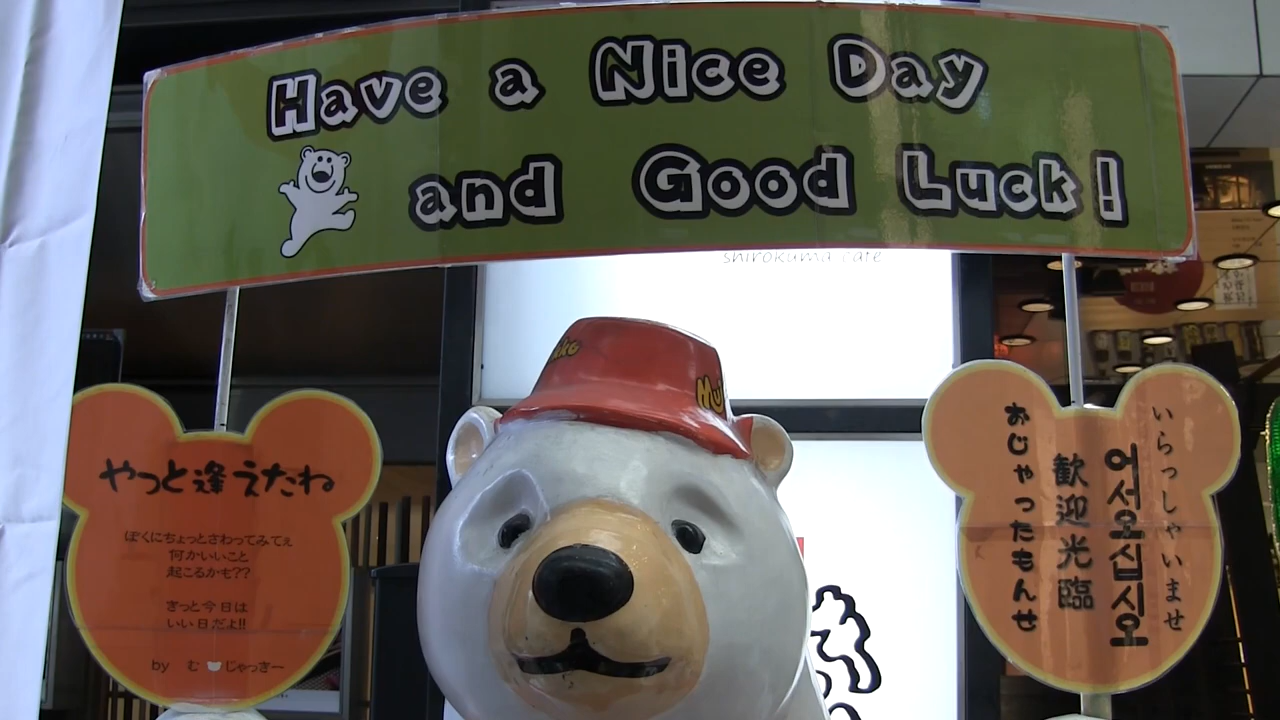 Have a Nice Day
and Good Luck!
shirokuma cafe
やっと逢えたね
ぼくにちょっとさわってみてぇ
何かいいこと
起こるかも??
きっと今日は
いい日だよ!!
by むじゃっきー
いらっしゃいませ
어서오십시오
歓迎光臨
おじゃったもんせ